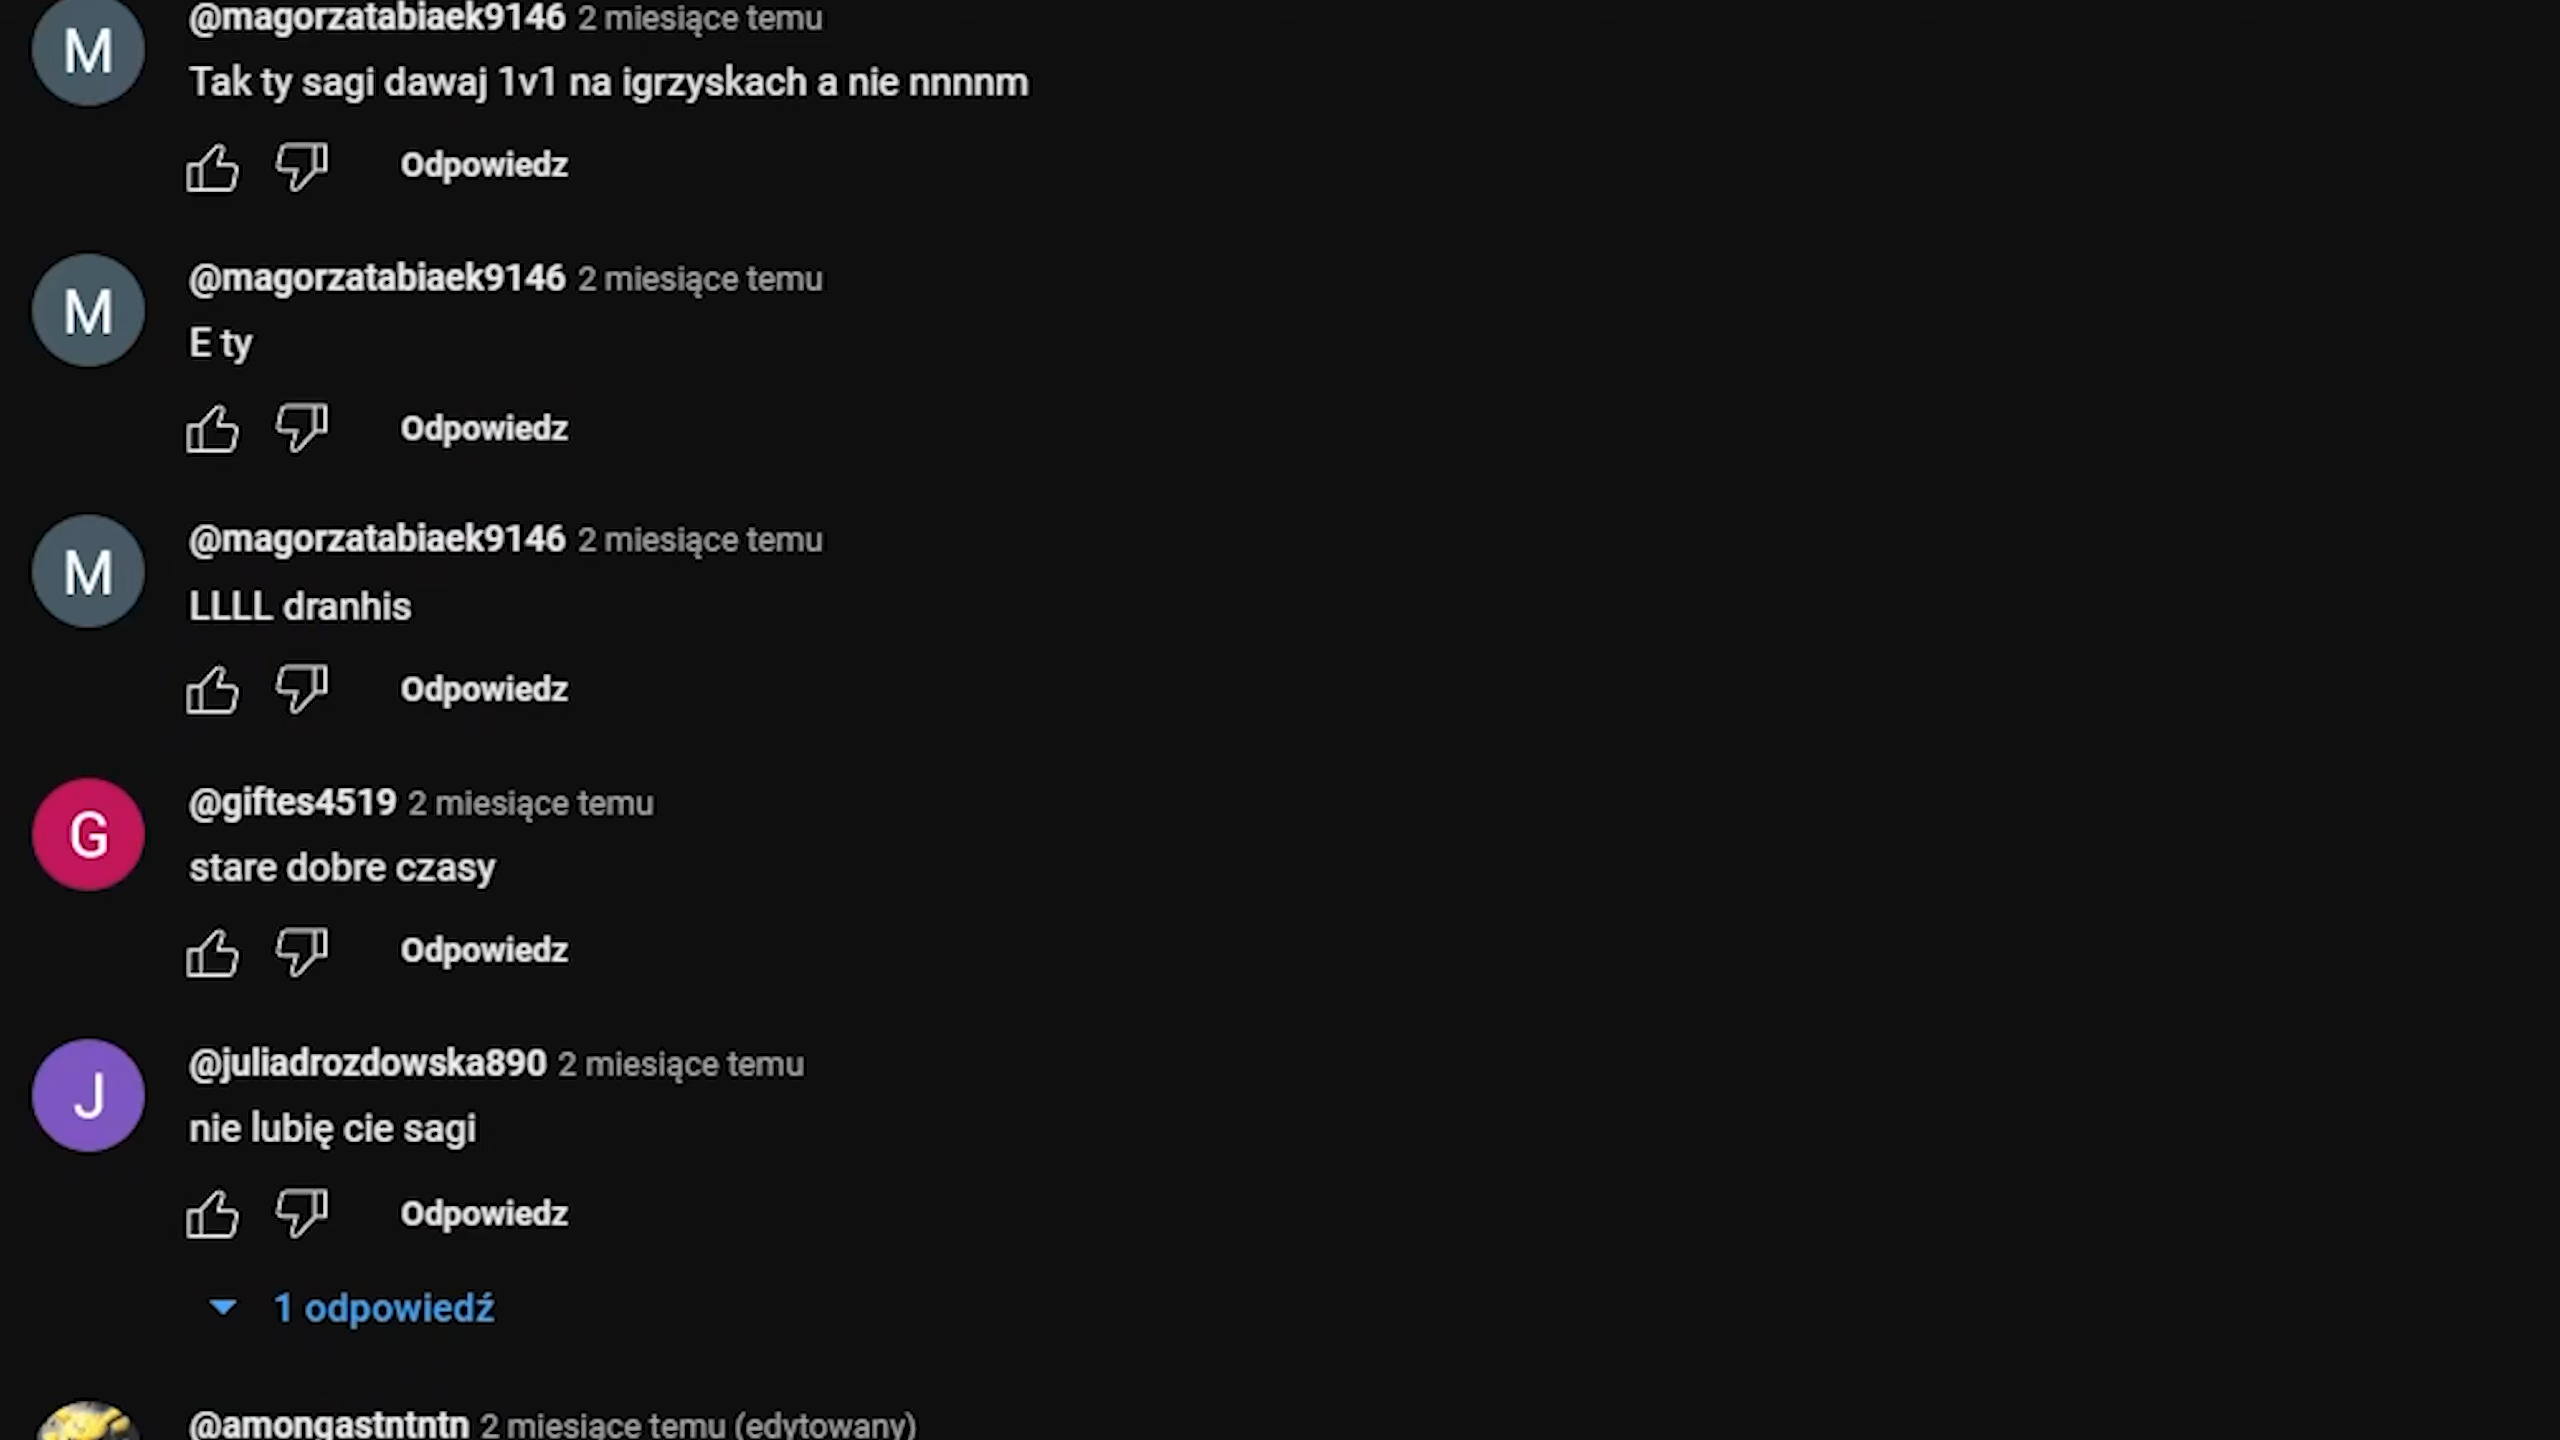 M
@magorzatabiaek9146 2 miesiące temu
Tak ty sagi dawaj 1v1 na igrzyskach a nie nnnnm
Odpowiedz
M
@magorzatabiaek9146 2 miesiące temu
E ty
Odpowiedz
M
@magorzatabiaek9146 2 miesiące temu
LLLL dranhis
Odpowiedz
G
@giftes4519 2 miesiące temu
stare dobre czasy
Odpowiedz
J
@juliadrozdowska890 2 miesiące temu
nie lubię cie sagi
Odpowiedz
1 odpowiedź
@amongastntntn 2 miesiące temu (edytowany)